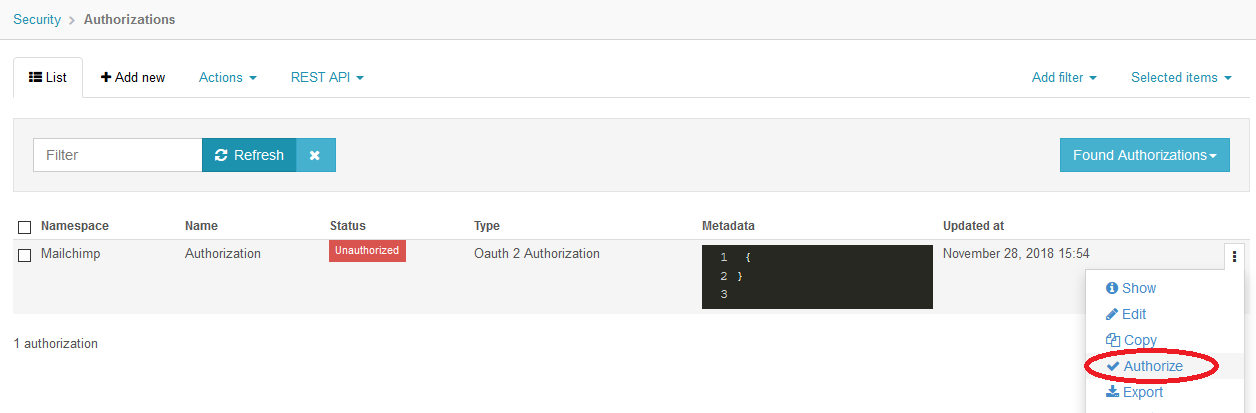 Security > Authorizations
List + Add new Actions REST API Add filter Selected items
Filter Refresh × Found Authorizations
Namespace Name Status Type Metadata Updated at
Mailchimp Authorization Unauthorized Oauth 2 Authorization 1 { November 28, 2018 15:54
2 }
3
Show
Edit
1 authorization Copy
Authorize
Export